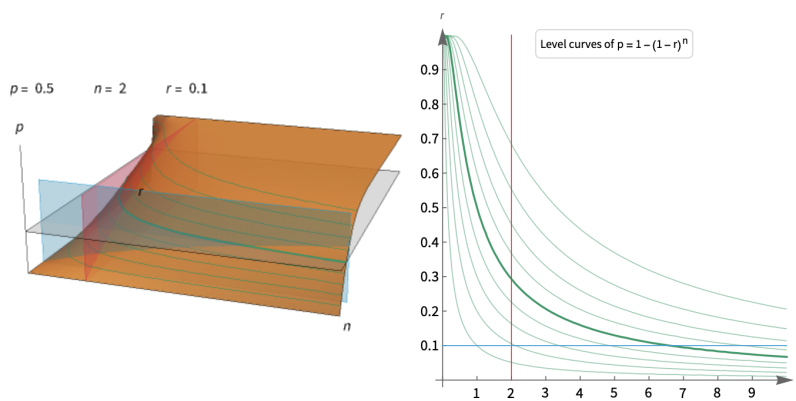 p = 0.5 n = 2 r = 0.1
p
r
n
r
Level curves of p = 1 – (1 – r)^n
0.9
0.8
0.7
0.6
0.5
0.4
0.3
0.2
0.1
1 2 3 4 5 6 7 8 9